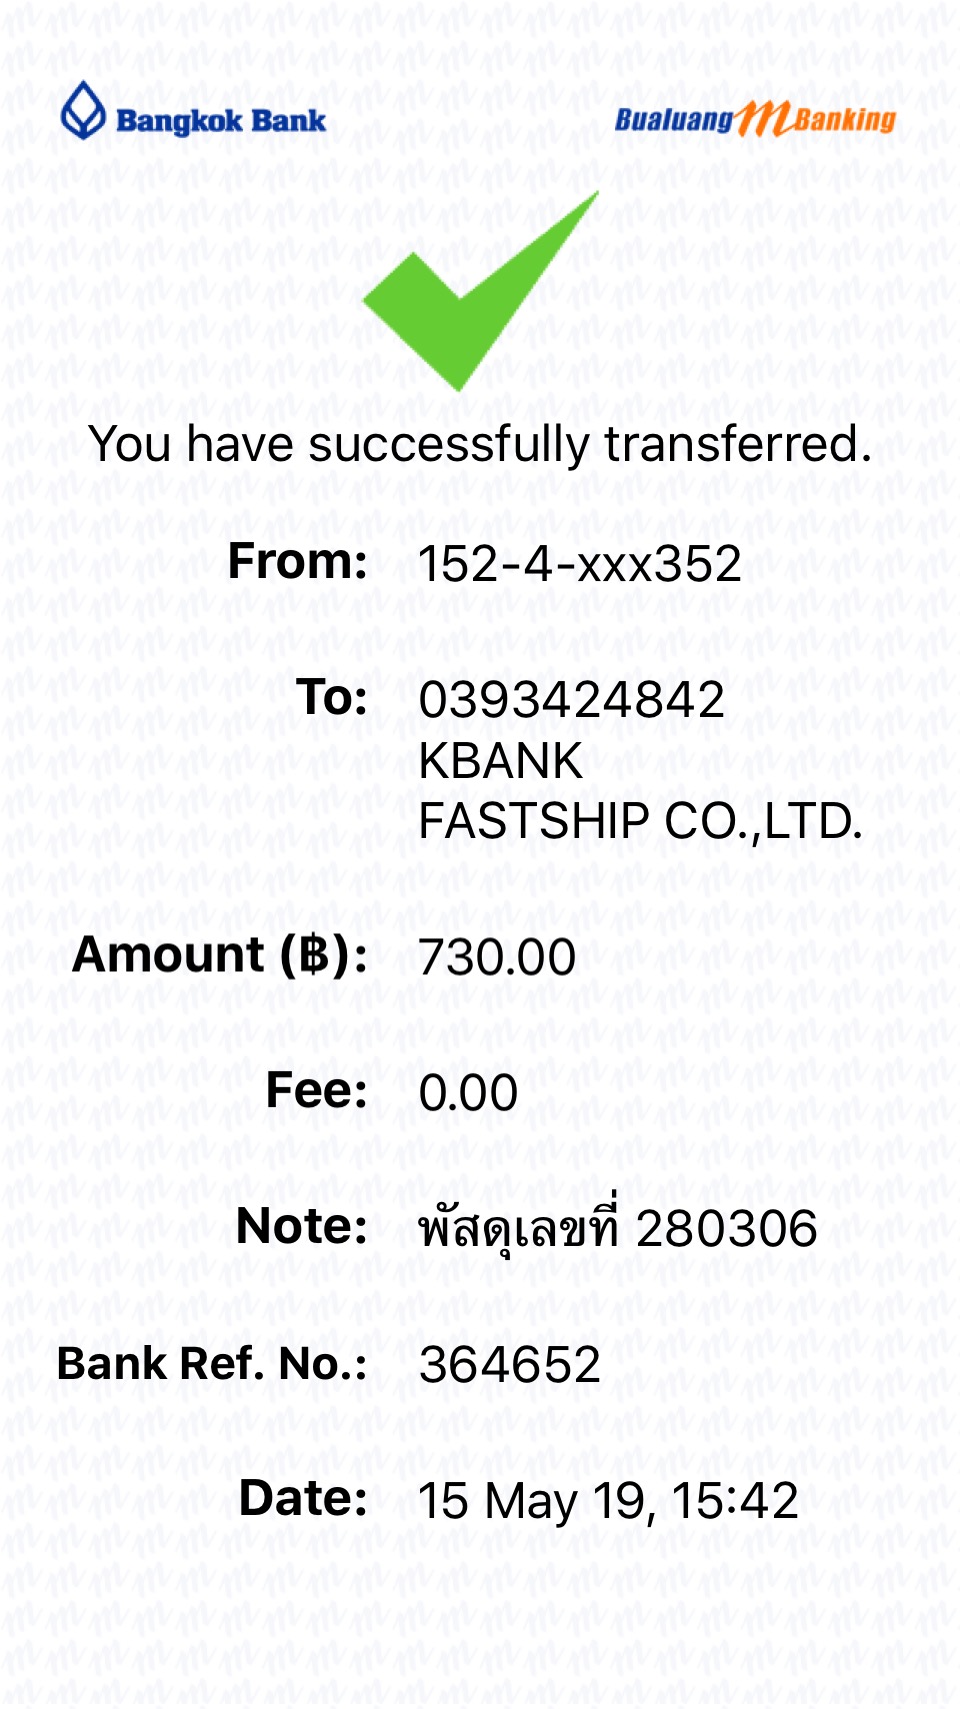 Bangkok Bank
Bualuang mBanking
You have successfully transferred.
From: 152-4-xxx352
To: 0393424842
KBANK
FASTSHIP CO.,LTD.
Amount (฿): 730.00
Fee: 0.00
Note: พัสดุเลขที่ 280306
Bank Ref. No.: 364652
Date: 15 May 19, 15:42